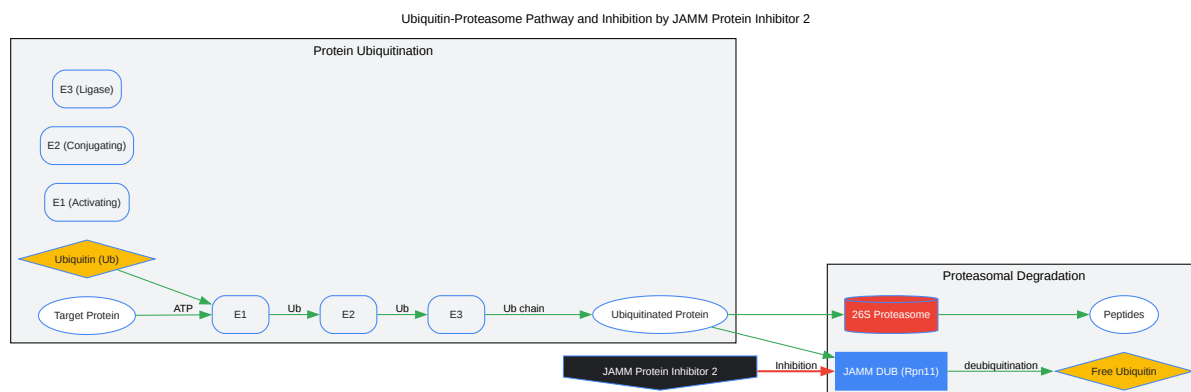 Ubiquitin-Proteasome Pathway and Inhibition by JAMM Protein Inhibitor 2
Protein Ubiquitination
E3 (Ligase)
E2 (Conjugating)
E1 (Activating)
Ubiquitin (Ub)
Target Protein
ATP
E1
Ub
E2
Ub
E3
Ub chain
Ubiquitinated Protein
Proteasomal Degradation
26S Proteasome
Peptides
JAMM Protein Inhibitor 2
Inhibition
JAMM DUB (Rpn11)
deubiquitination
Free Ubiquitin